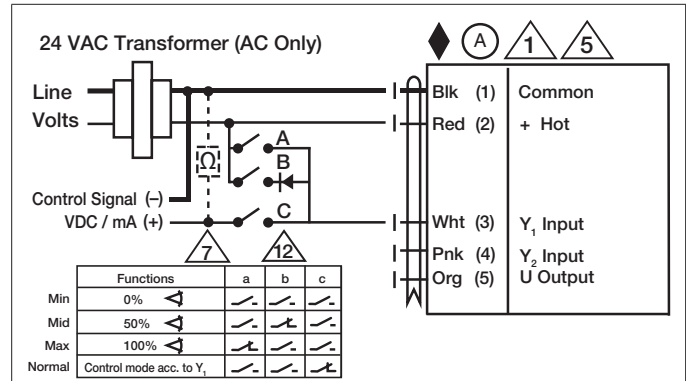 24 VAC Transformer (AC Only)
Line
Volts
Control Signal (–)
VDC / mA (+)
Ω
A
B
C
7
12
A
1
5
Blk (1) Common
Red (2) + Hot
Wht (3) Y₁ Input
Pnk (4) Y₂ Input
Org (5) U Output
Functions a b c
Min 0%
Mid 50%
Max 100%
Normal Control mode acc. to Y₁